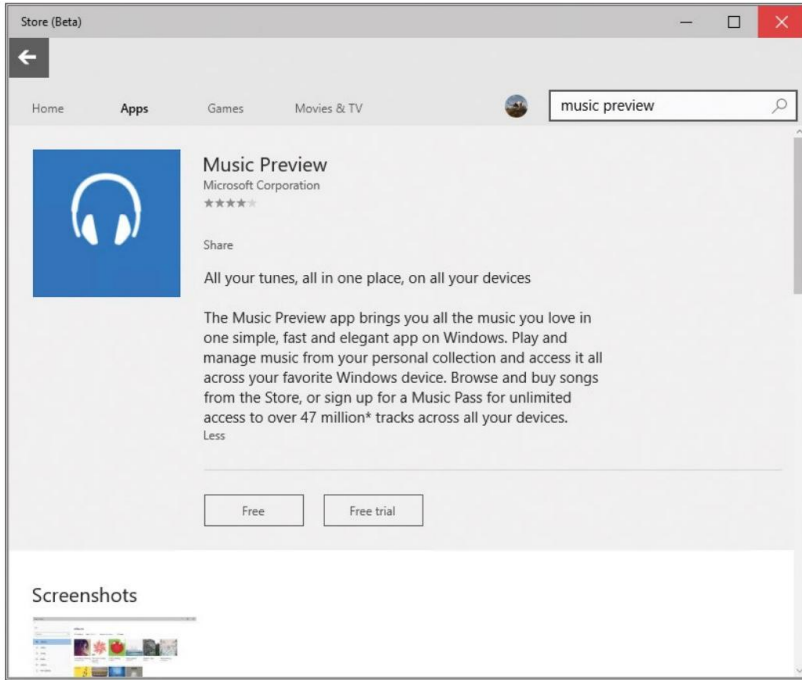 Store (Beta)
Home Apps Games Movies & TV music preview
Music Preview
Microsoft Corporation
Share
All your tunes, all in one place, on all your devices
The Music Preview app brings you all the music you love in
one simple, fast and elegant app on Windows. Play and
manage music from your personal collection and access it all
across your favorite Windows device. Browse and buy songs
from the Store, or sign up for a Music Pass for unlimited
access to over 47 million* tracks across all your devices.
Less
Free Free trial
Screenshots